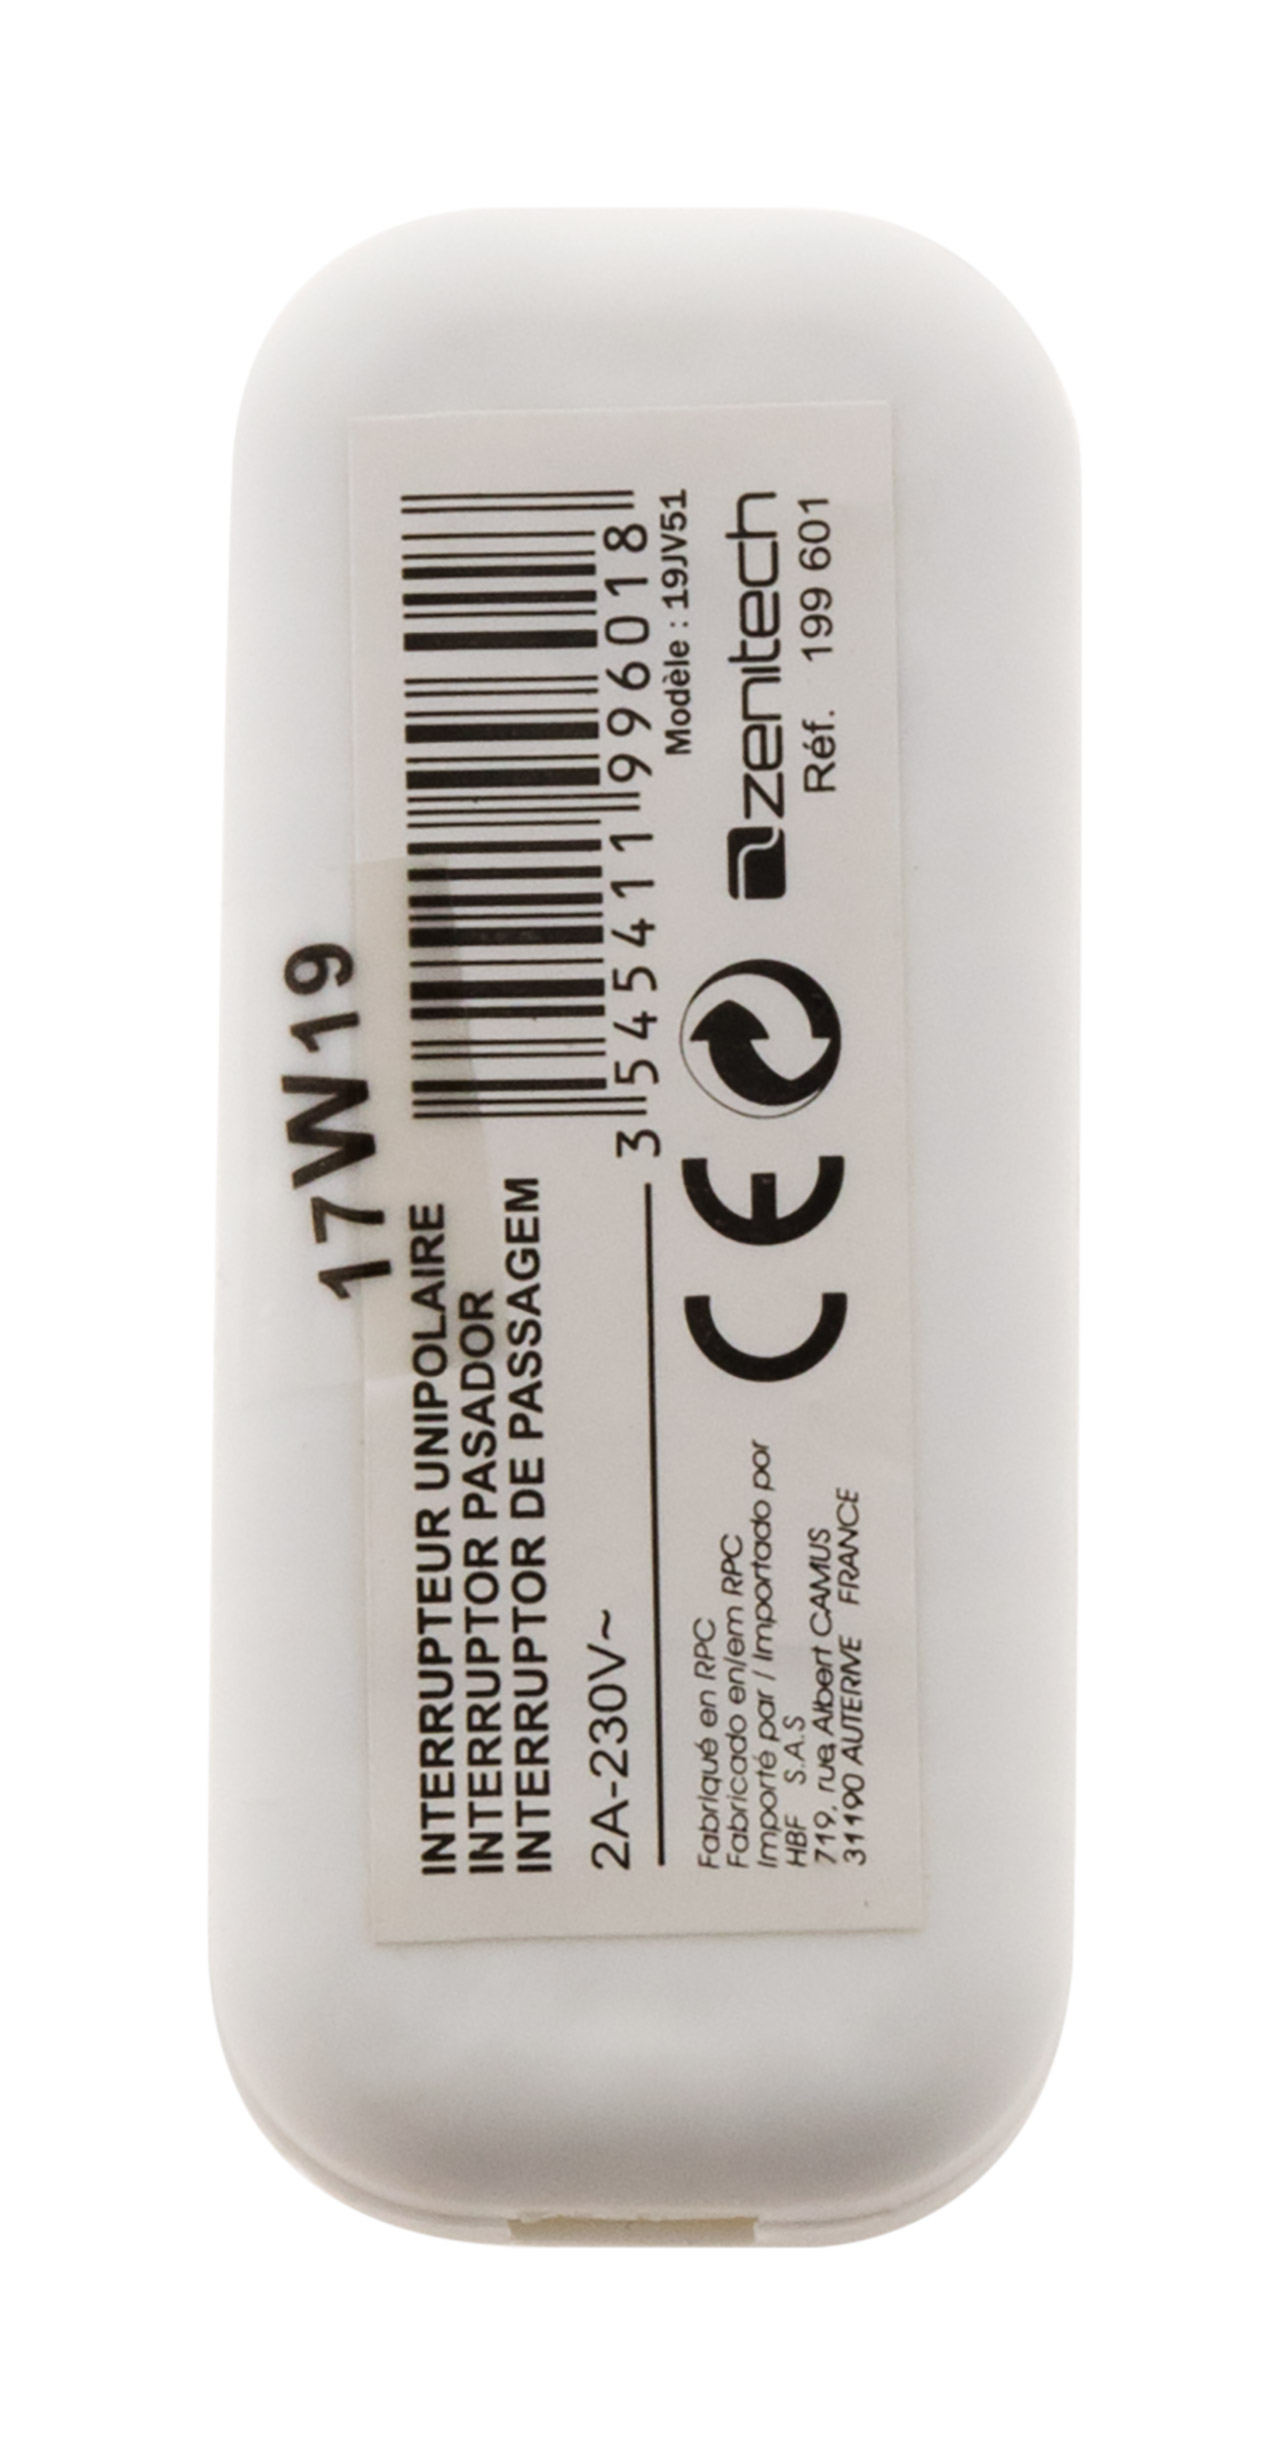 17W19
INTERRUPTEUR UNIPOLAIRE
INTERRUPTOR PASADOR
INTERRUPTOR DE PASSAGEM
2A-230V~
3 545411 996018
Modèle : 19JV51
zenitech
Réf. 199 601
CE
Fabriqué en RPC
Fabricado en/em RPC
Importé par / Importado por
HBF S.A.S
719, rue Albert CAMUS
31190 AUTERIVE FRANCE